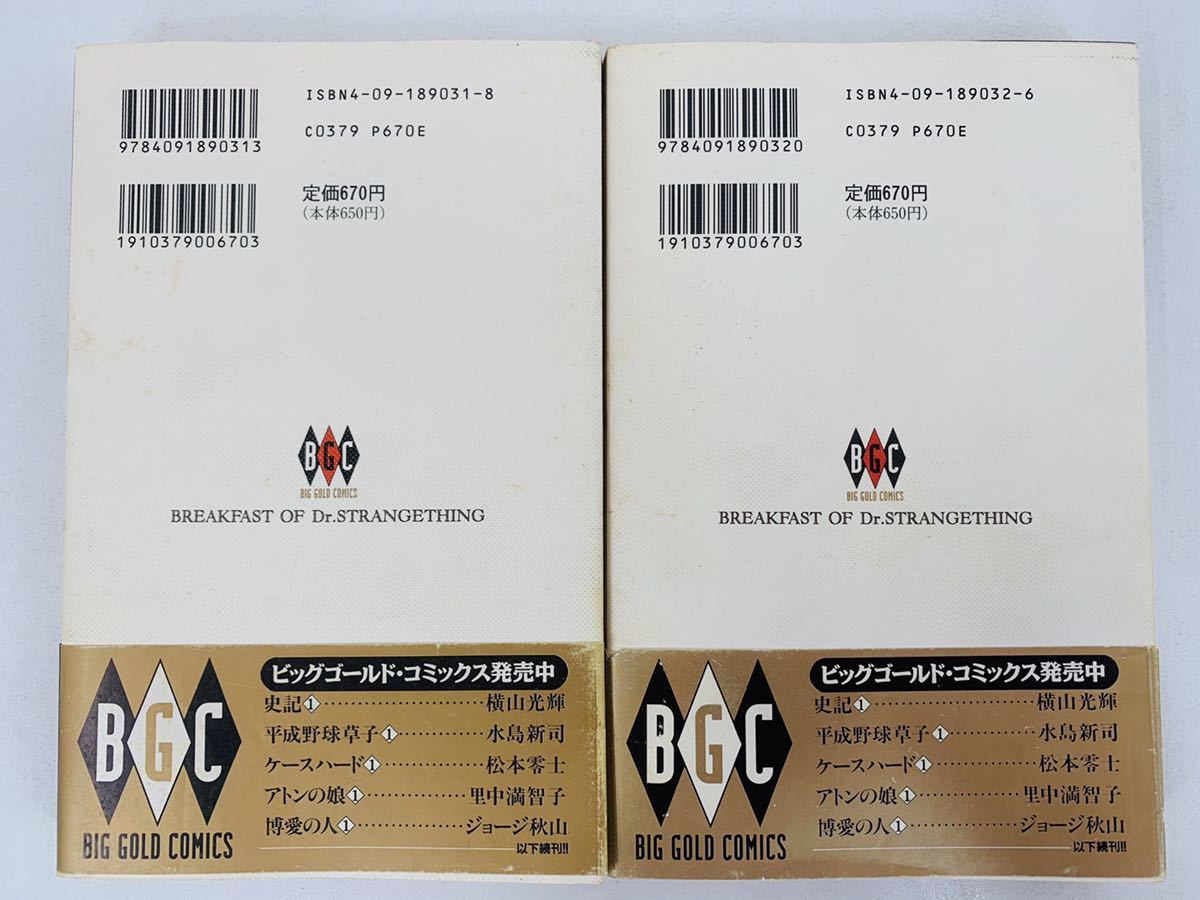 ISBN4-09-189031-8
C0379 P670E
9784091890313
定価670円
(本体650円)
1910379006703
BGC
BIG GOLD COMICS
BREAKFAST OF Dr.STRANGETHING
BGC
BIG GOLD COMICS
ビッグゴールド・コミックス発売中
史記1……………………横山光輝
平成野球草子1…………水島新司
ケースハード1…………松本零士
アトンの娘1……………里中満智子
博愛の人1………………ジョージ秋山
以下続刊!!
ISBN4-09-189032-6
C0379 P670E
9784091890320
定価670円
(本体650円)
1910379006703
BGC
BIG GOLD COMICS
BREAKFAST OF Dr.STRANGETHING
BGC
BIG GOLD COMICS
ビッグゴールド・コミックス発売中
史記1……………………横山光輝
平成野球草子1…………水島新司
ケースハード1…………松本零士
アトンの娘1……………里中満智子
博愛の人1………………ジョージ秋山
以下続刊!!